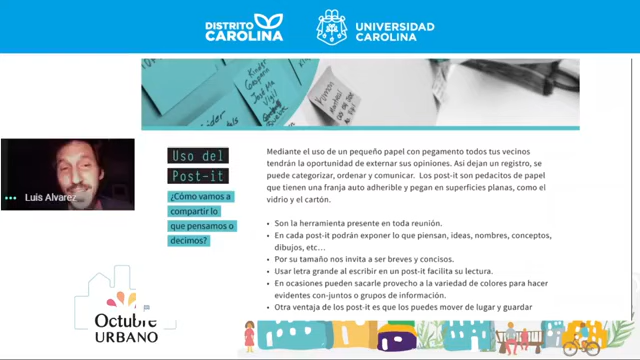 DISTRITO
CAROLINA
UNIVERSIDAD
CAROLINA
Kinder
José Ma
Vigil
Uso del
Post-it
¿Cómo vamos a
compartir lo
que pensamos o
decimos?
Mediante el uso de un pequeño papel con pegamento todos tus vecinos
tendrán la oportunidad de externar sus opiniones. Asi dejan un registro, se
puede categorizar, ordenar y comunicar. Los post-it son pedacitos de papel
que tienen una franja auto adherible y pegan en superficies planas, como el
vidrio y el cartón.
• Son la herramienta presente en toda reunión.
• En cada post-it podrán exponer lo que piensan, ideas, nombres, conceptos,
dibujos, etc...
• Por su tamaño nos invita a ser breves y concisos.
• Usar letra grande al escribir en un post-it facilita su lectura.
• En ocasiones pueden sacarle provecho a la variedad de colores para hacer
evidentes con-juntos o grupos de información.
• Otra ventaja de los post-it es que los puedes mover de lugar y guardar
Luis Alvarez
Octubre
URBANO